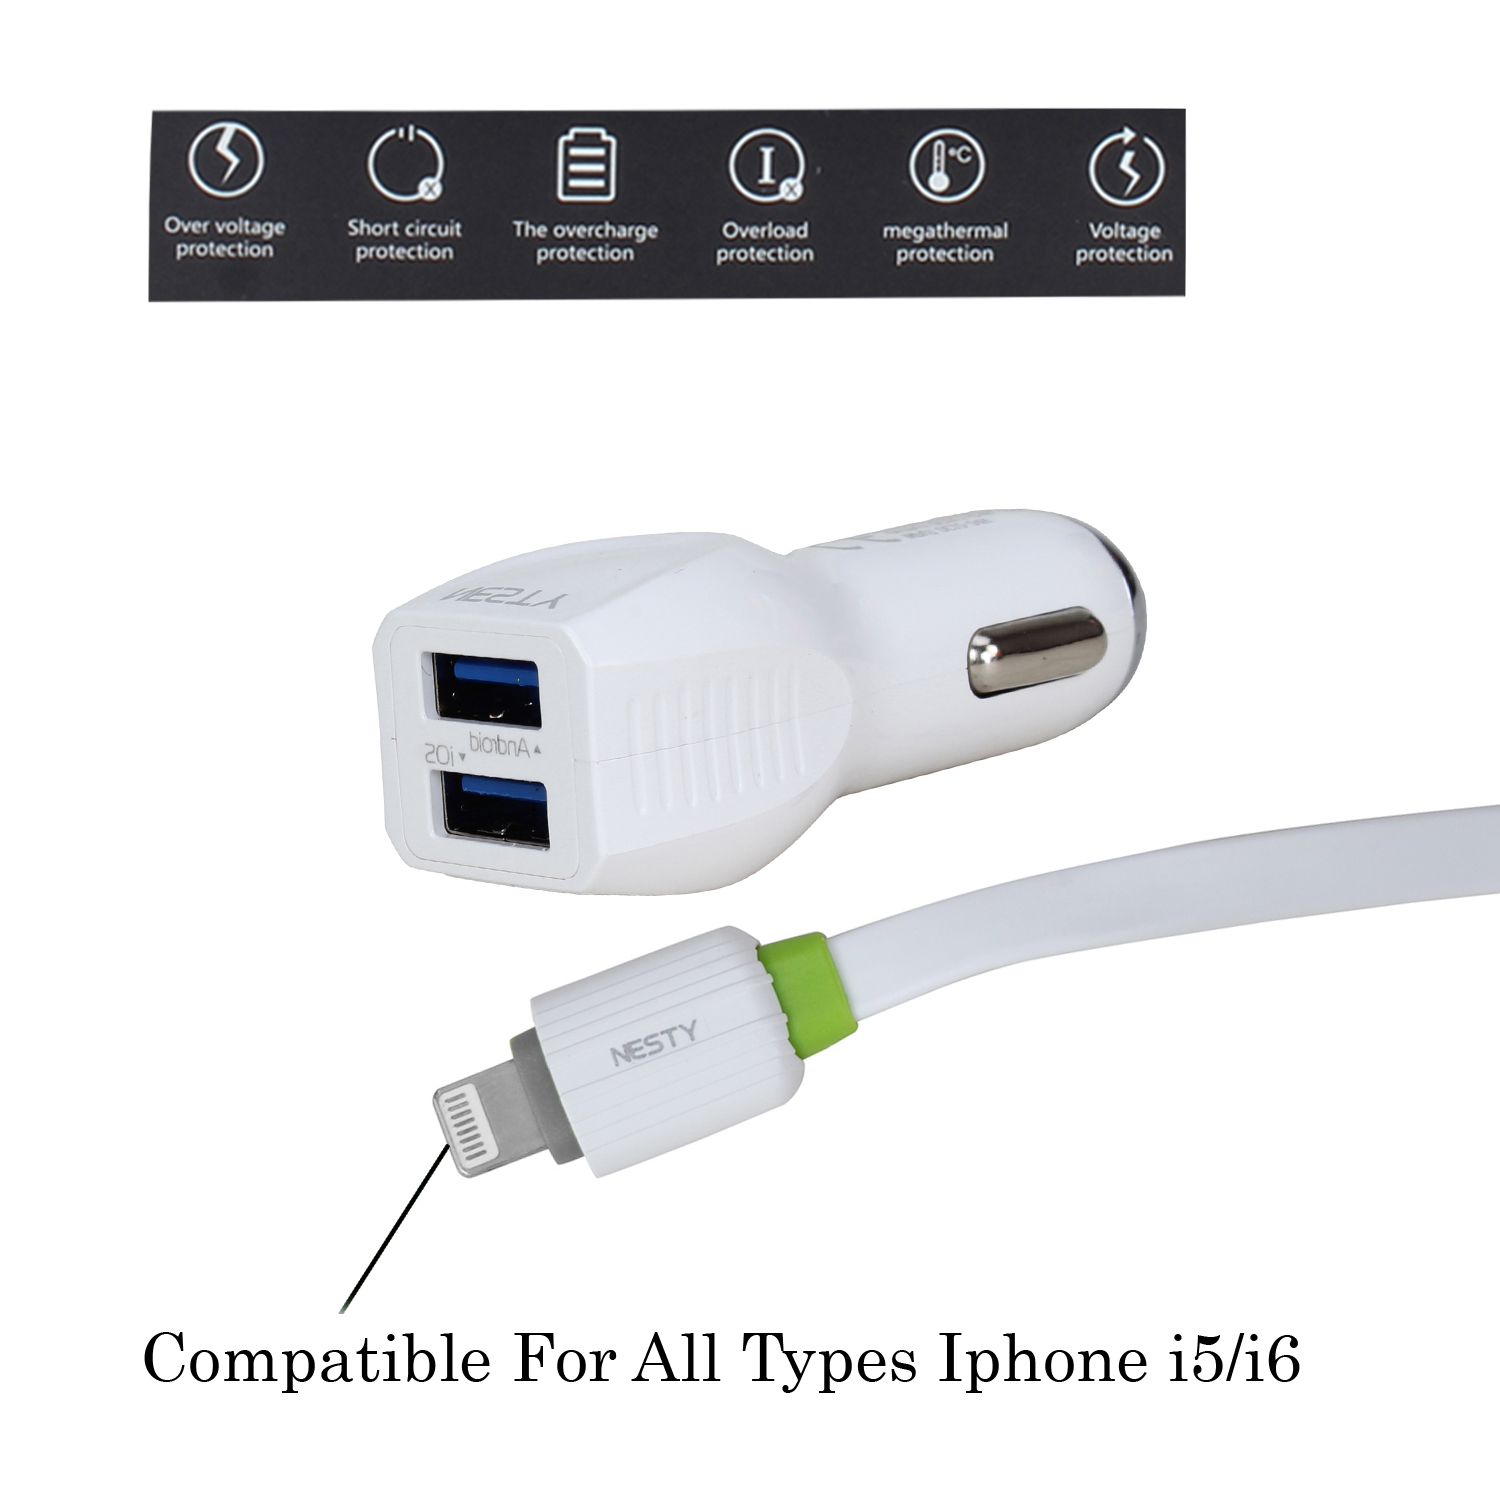 Over voltage
protection
Short circuit
protection
The overcharge
protection
Overload
protection
megathermal
protection
Voltage
protection
°C
NESTY
Android
iOS
NESTY
Compatible For All Types Iphone i5/i6